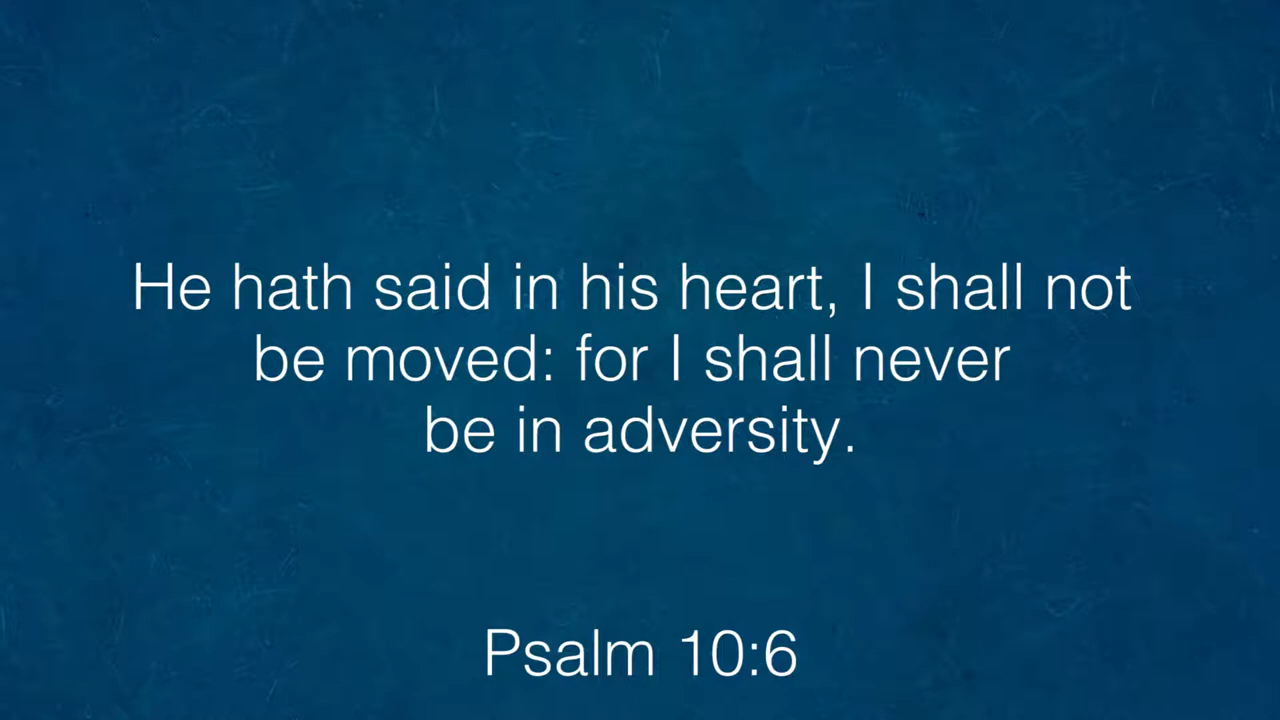 He hath said in his heart, I shall not
be moved: for I shall never
be in adversity.
Psalm 10:6